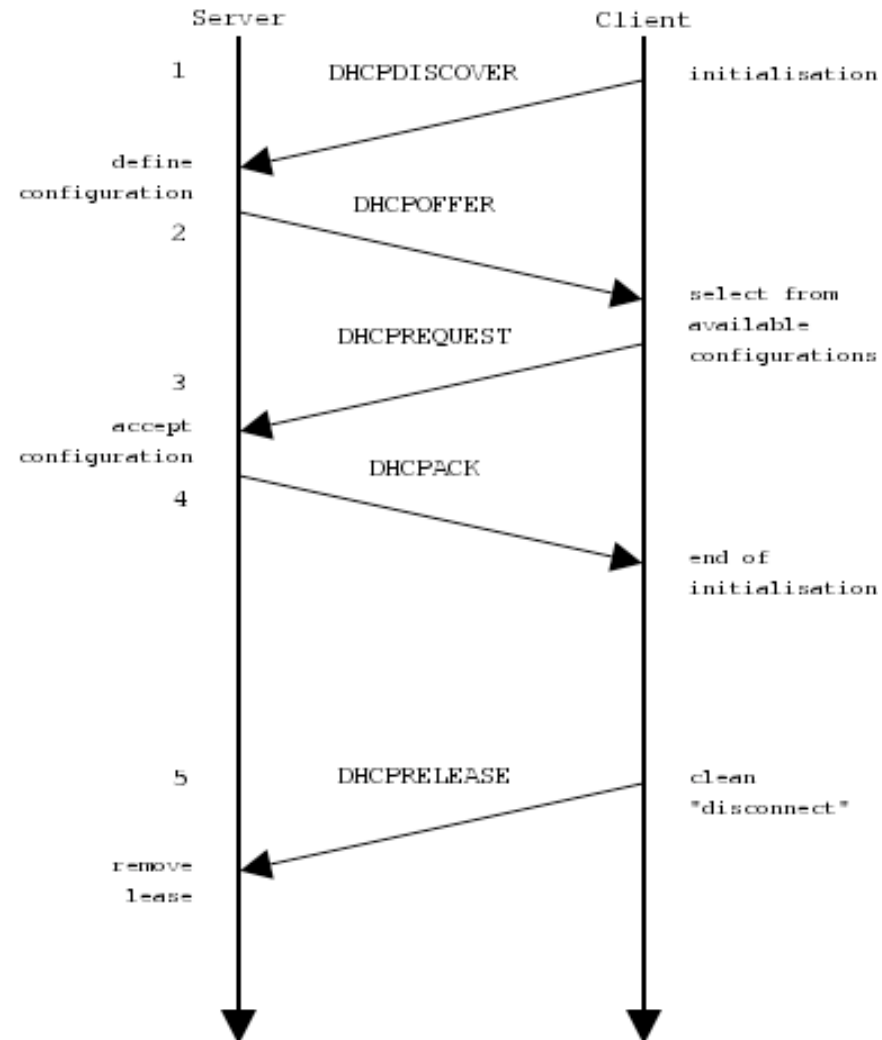 Server
Client
1
DHCPDISCOVER
initialisation
define
configuration
DHCPOFFER
2
select from
available
configurations
DHCPREQUEST
3
accept
configuration
DHCPACK
4
end of
initialisation
5
DHCPRELEASE
clean
"disconnect"
remove
lease